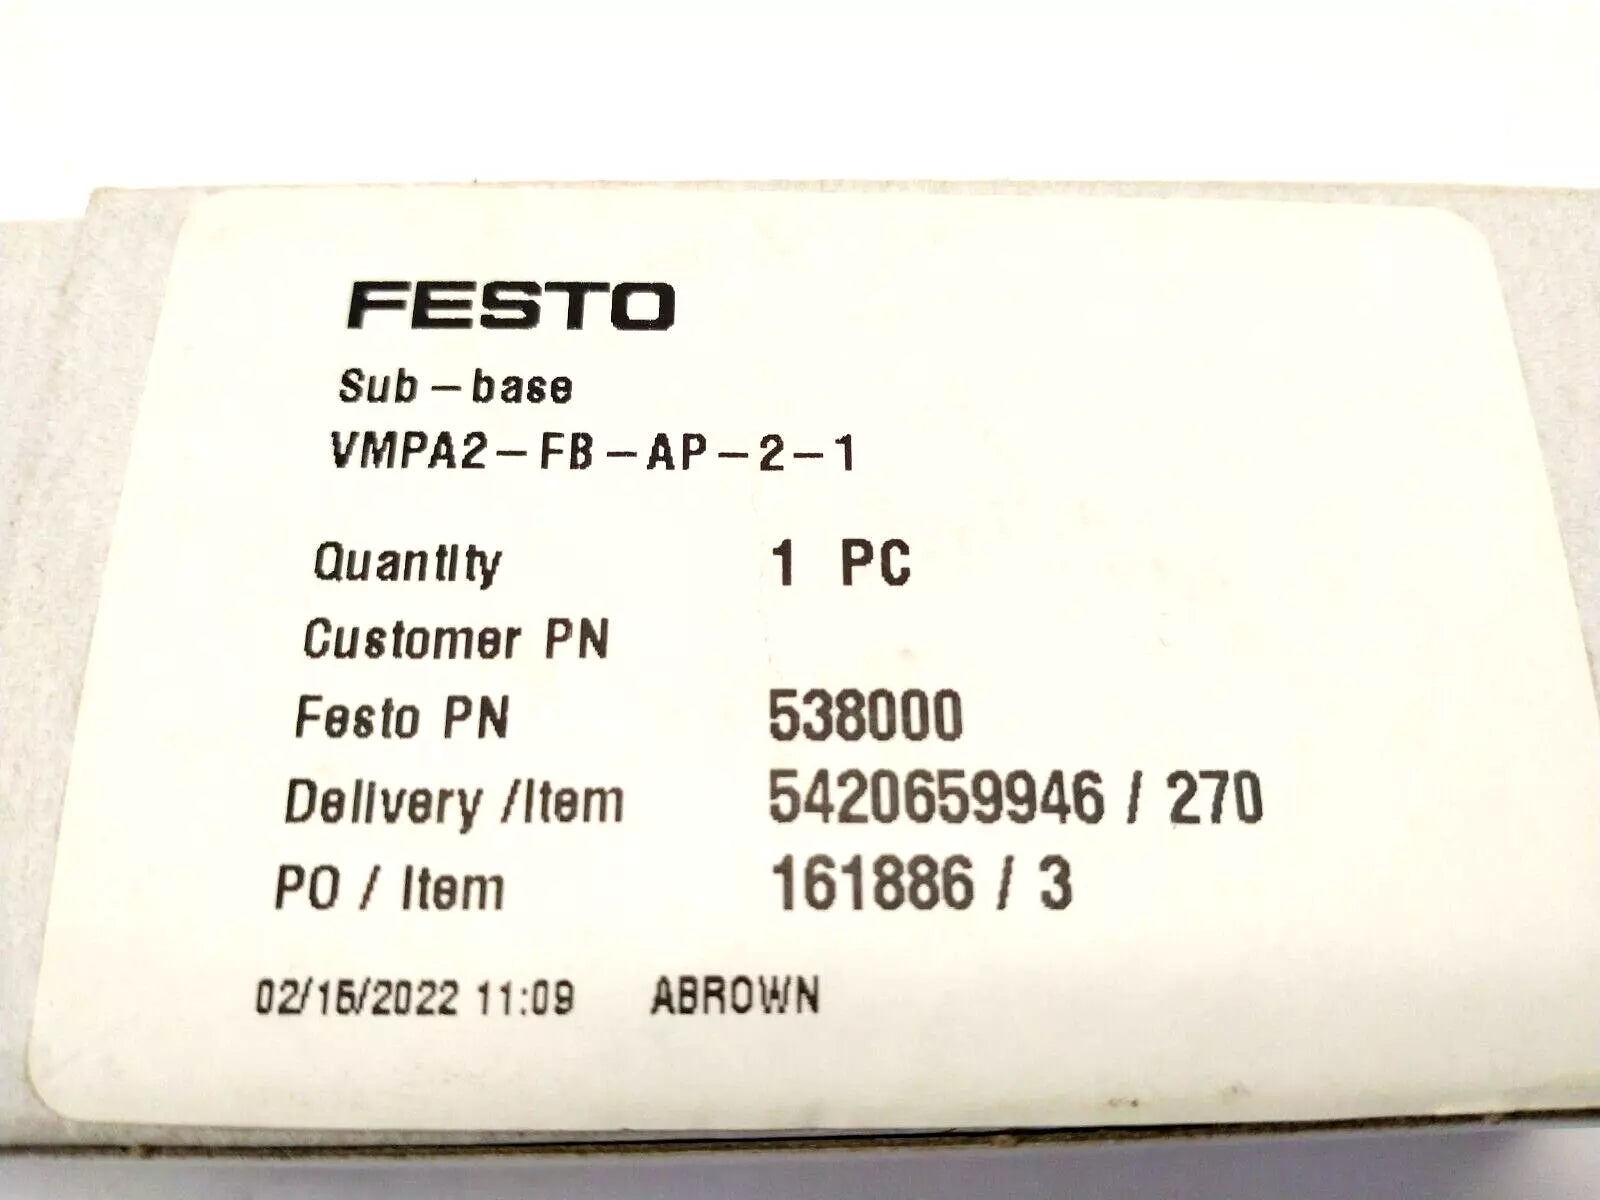 FESTO
Sub-base
VMPA2-FB-AP-2-1
Quantity 1 PC
Customer PN
Festo PN 538000
Delivery /Item 5420659946 / 270
PO / Item 161886 / 3
02/15/2022 11:09 ABROWN